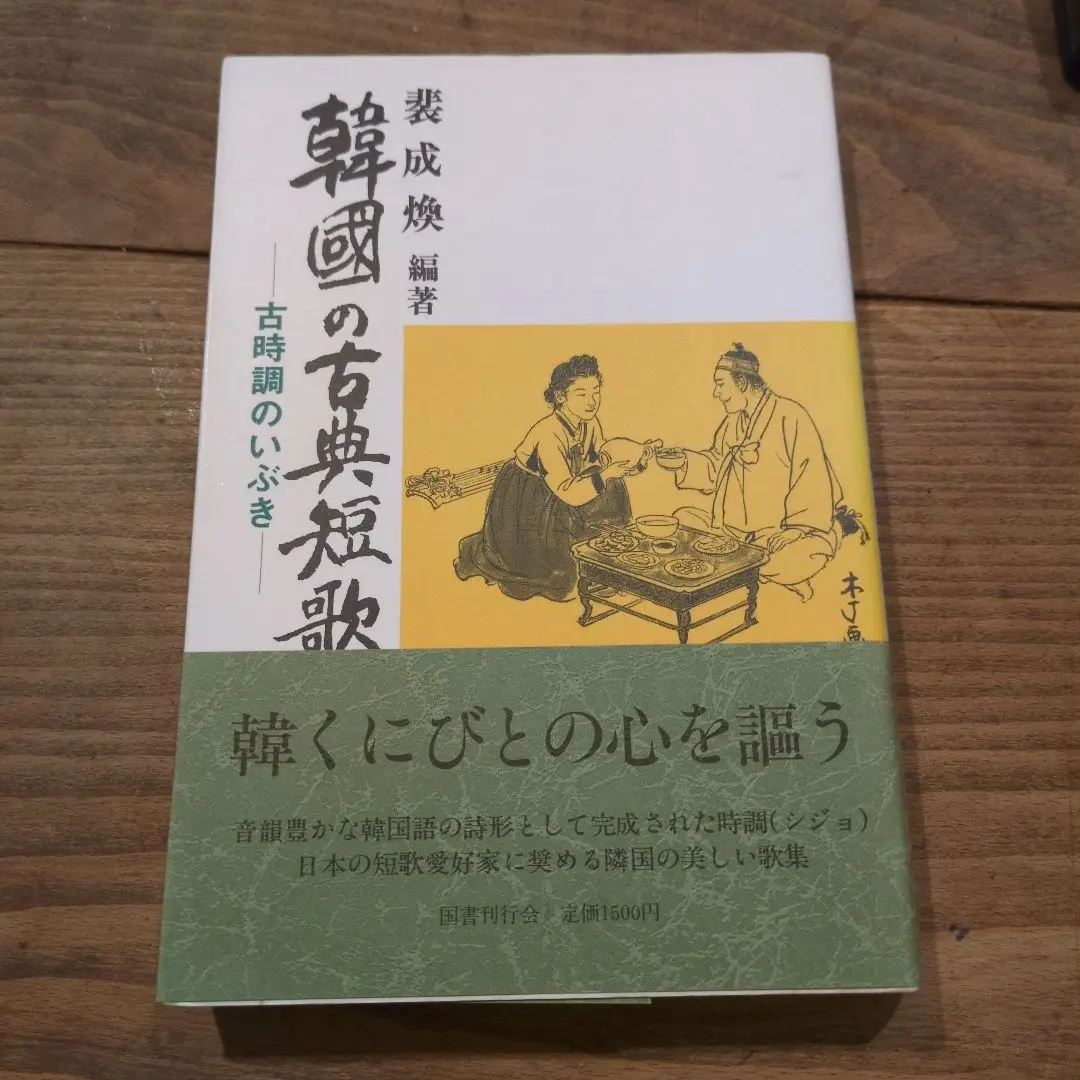 裴成煥 編著
韓國の古典短歌
―古時調のいぶき―
木丁画
韓くにびとの心を謳う
音韻豊かな韓国語の詩形として完成された時調(シジョ)
日本の短歌愛好家に奨める隣国の美しい歌集
国書刊行会 定価1500円